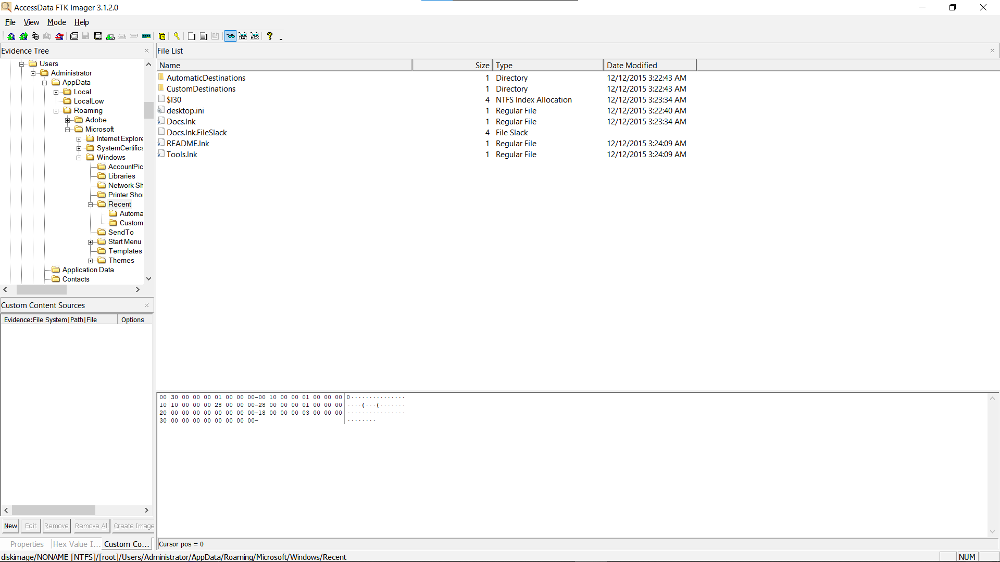 AccessData FTK Imager 3.1.2.0
File View Mode Help
TEXT HEX
Evidence Tree
Users
Administrator
AppData
Local
LocalLow
Roaming
Adobe
Microsoft
Internet Explore
SystemCertifica
Windows
AccountPic
Libraries
Network Sh
Printer Shor
Recent
Automa
Custom
SendTo
Start Menu
Templates
Themes
Application Data
Contacts
Custom Content Sources
Evidence:File System|Path|File Options
New Edit Remove Remove All Create Image
Properties Hex Value I... Custom Co...
File List
Name Size Type Date Modified
AutomaticDestinations 1 Directory 12/12/2015 3:22:43 AM
CustomDestinations 1 Directory 12/12/2015 3:22:43 AM
$I30 4 NTFS Index Allocation 12/12/2015 3:23:34 AM
desktop.ini 1 Regular File 12/12/2015 3:22:40 AM
Docs.lnk 1 Regular File 12/12/2015 3:23:34 AM
Docs.lnk.FileSlack 4 File Slack
README.lnk 1 Regular File 12/12/2015 3:24:09 AM
Tools.lnk 1 Regular File 12/12/2015 3:24:09 AM
00 30 00 00 00 01 00 00 00-00 10 00 00 01 00 00 00 0···············
10 10 00 00 00 28 00 00 00-28 00 00 00 01 00 00 00 ····(···(·······
20 00 00 00 00 00 00 00 00-18 00 00 00 03 00 00 00 ················
30 00 00 00 00 00 00 00 00- ········
Cursor pos = 0
diskimage/NONAME [NTFS]/[root]/Users/Administrator/AppData/Roaming/Microsoft/Windows/Recent
NUM